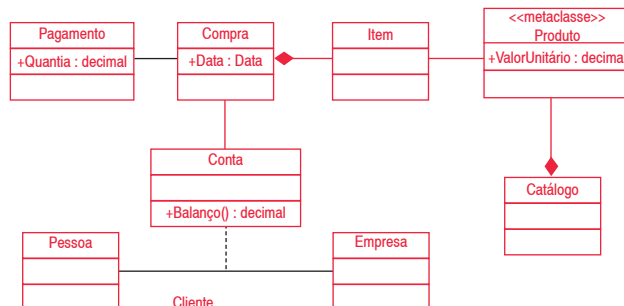 Pagamento
+Quantia : decimal
Compra
+Data : Data
Item
<<metaclasse>>
Produto
+ValorUnitário : decima
Conta
+Balanço() : decimal
Catálogo
Pessoa
Empresa
Cliente